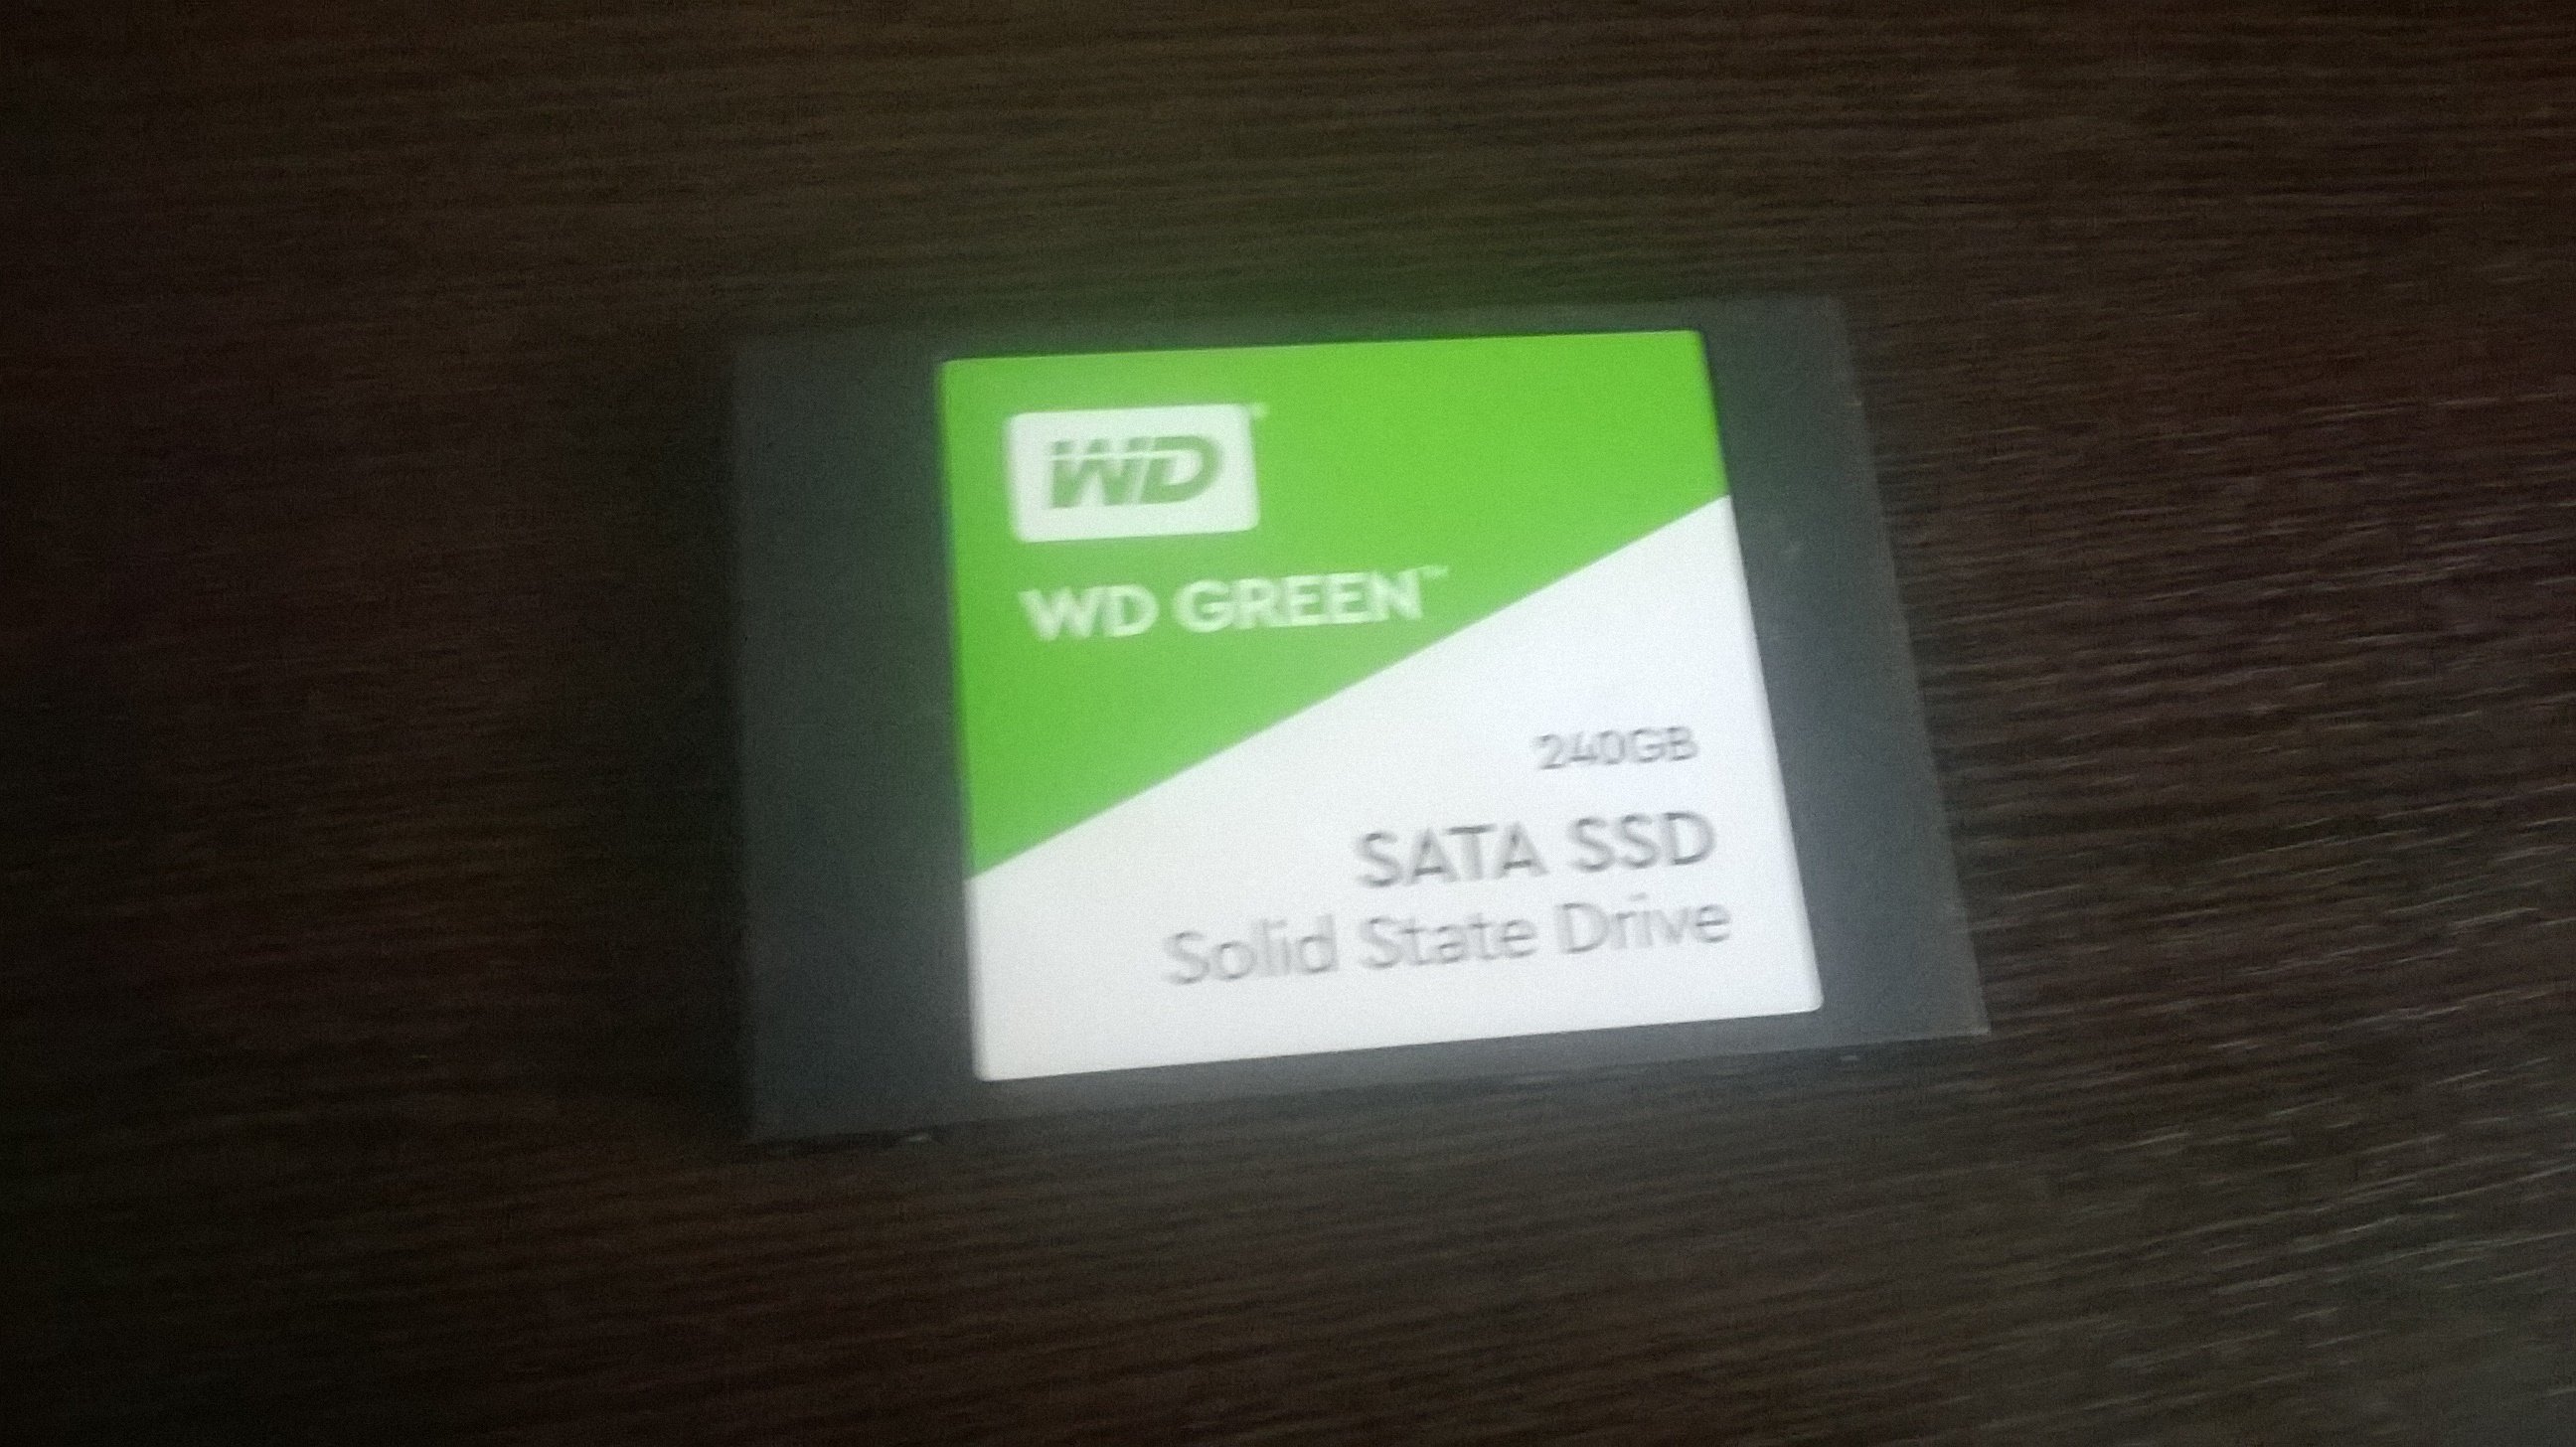 WD®
WD GREEN™
240GB
SATA SSD
Solid State Drive